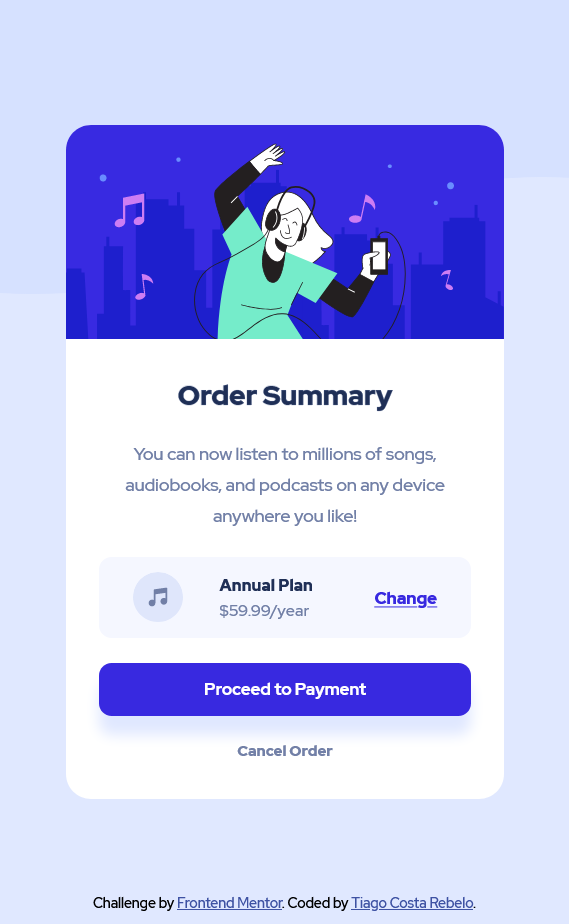 Order Summary
You can now listen to millions of songs,
audiobooks, and podcasts on any device
anywhere you like!
Annual Plan
$59.99/year
Change
Proceed to Payment
Cancel Order
Challenge by Frontend Mentor. Coded by Tiago Costa Rebelo.